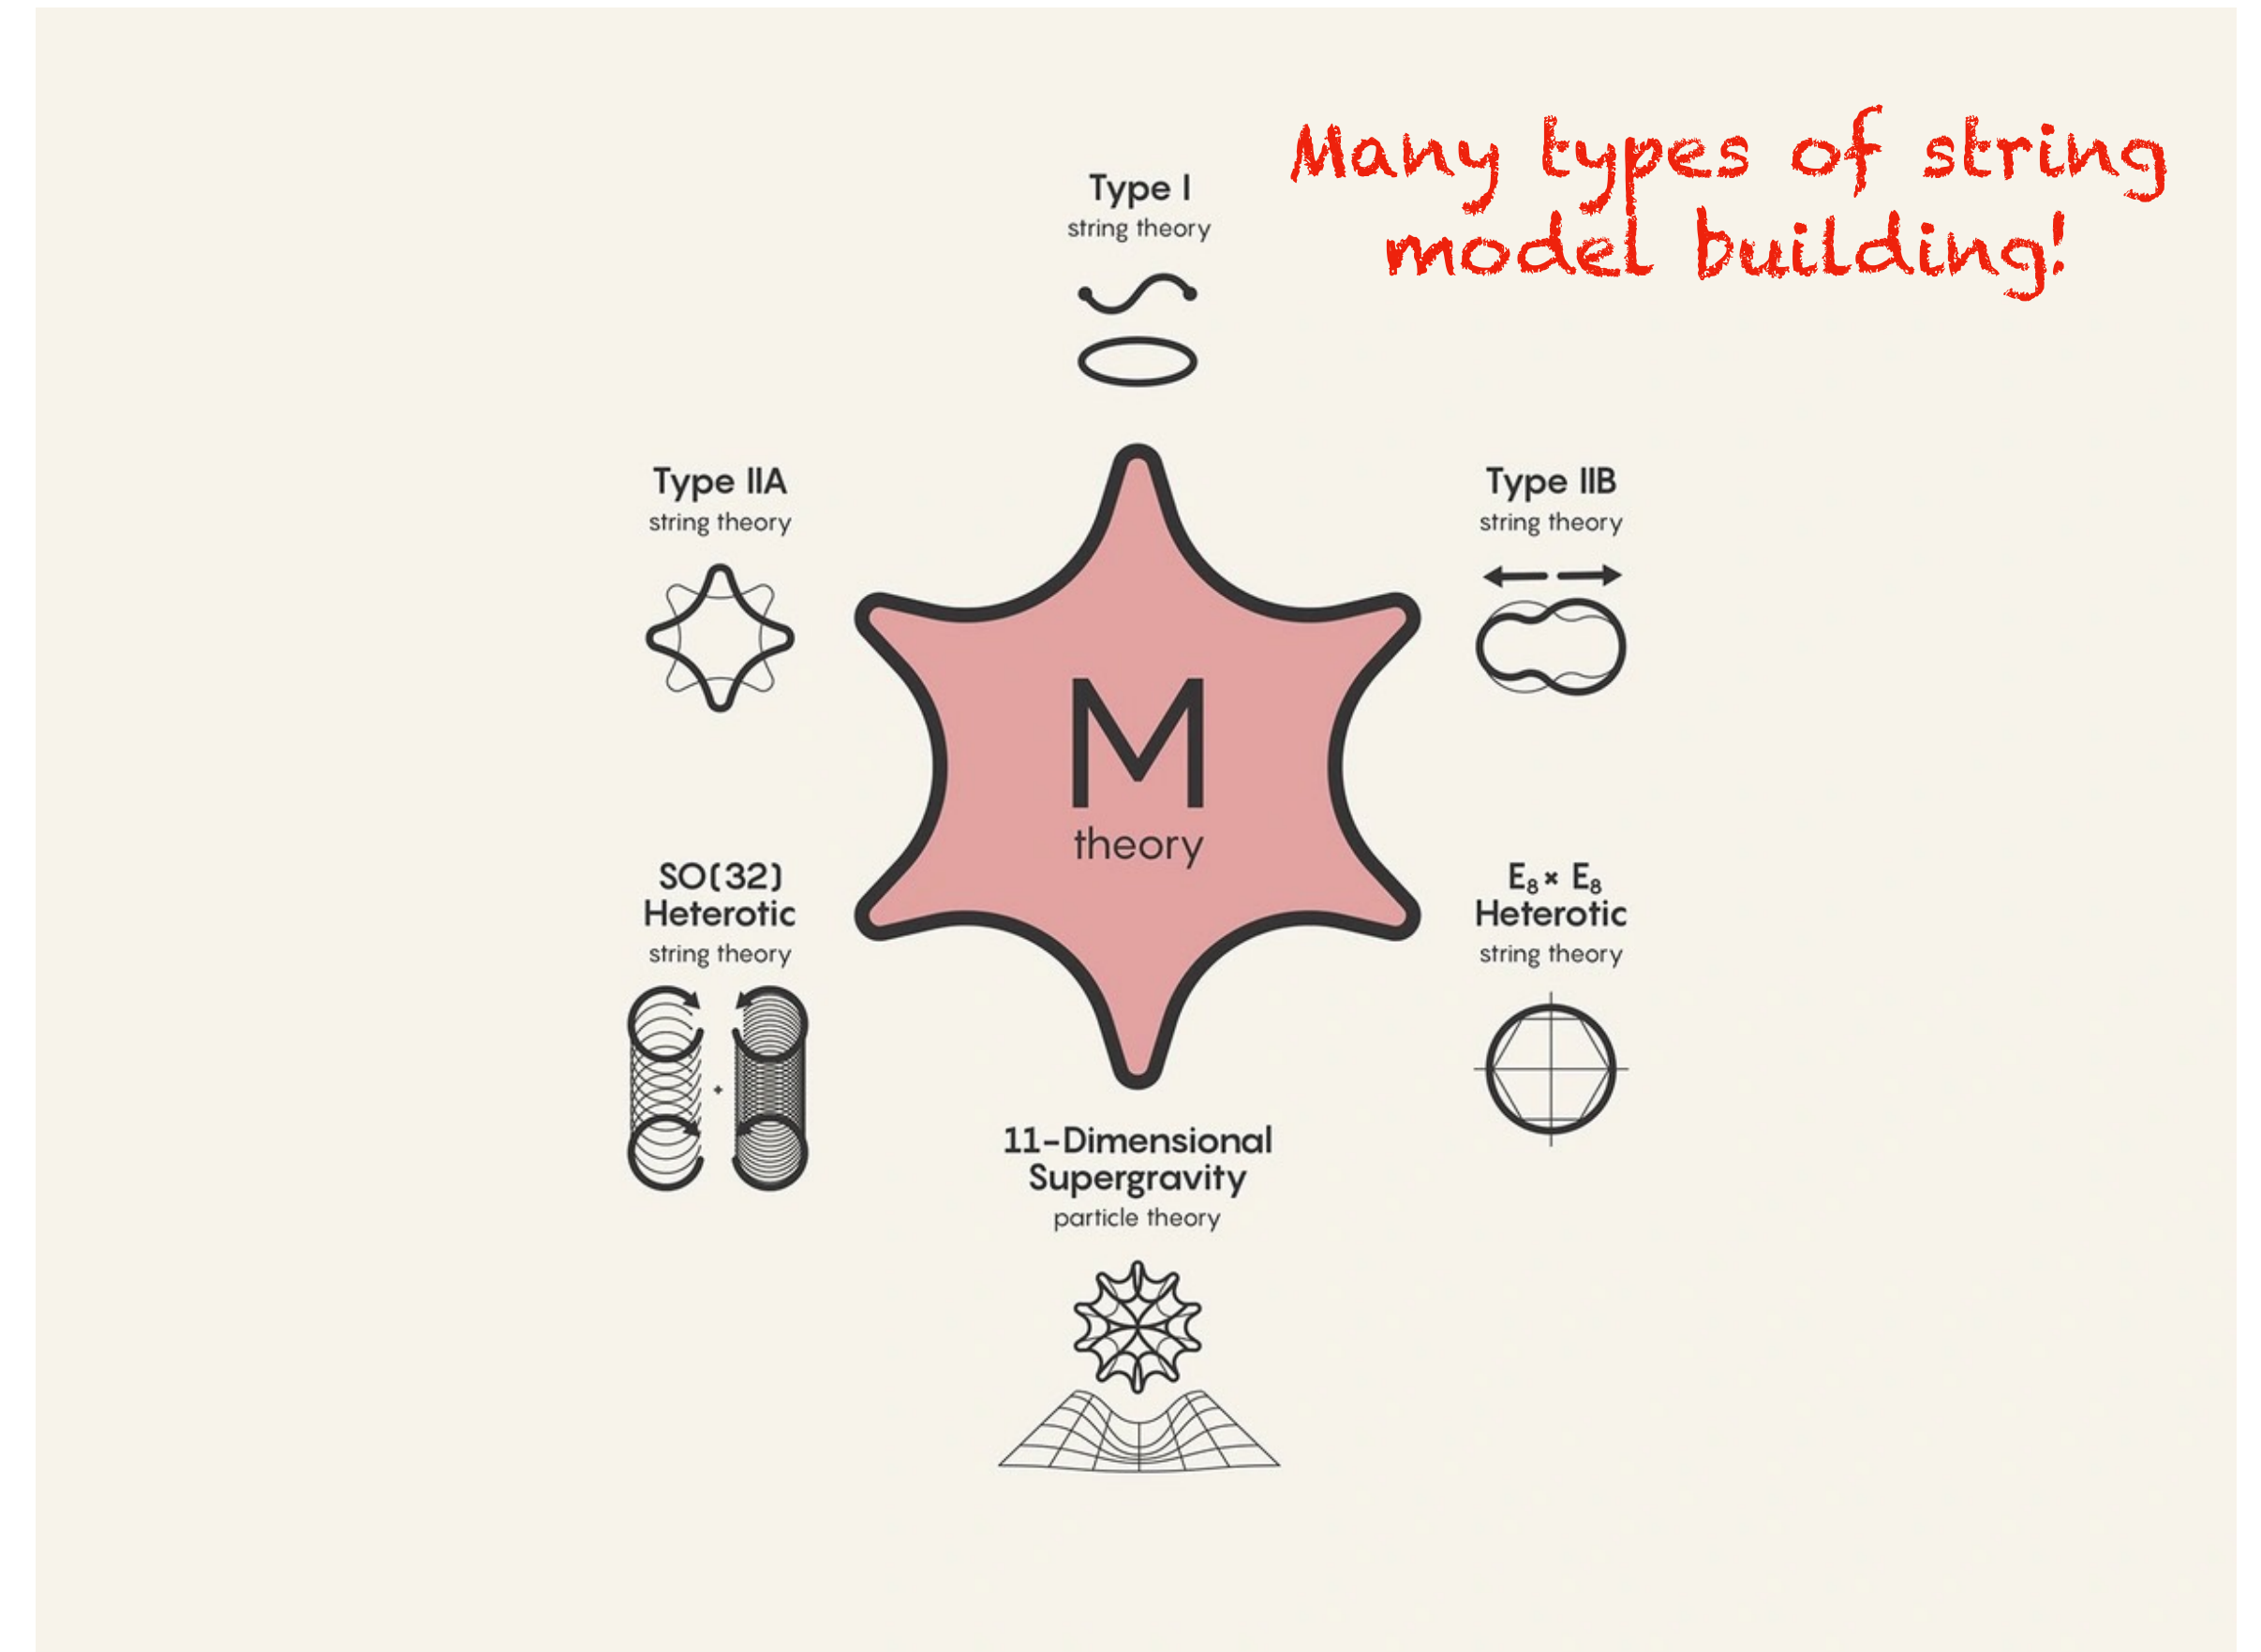 Many types of string
model building!
Type I
string theory
Type IIA
string theory
Type IIB
string theory
M
theory
SO(32)
Heterotic
string theory
E₈ × E₈
Heterotic
string theory
11-Dimensional
Supergravity
particle theory